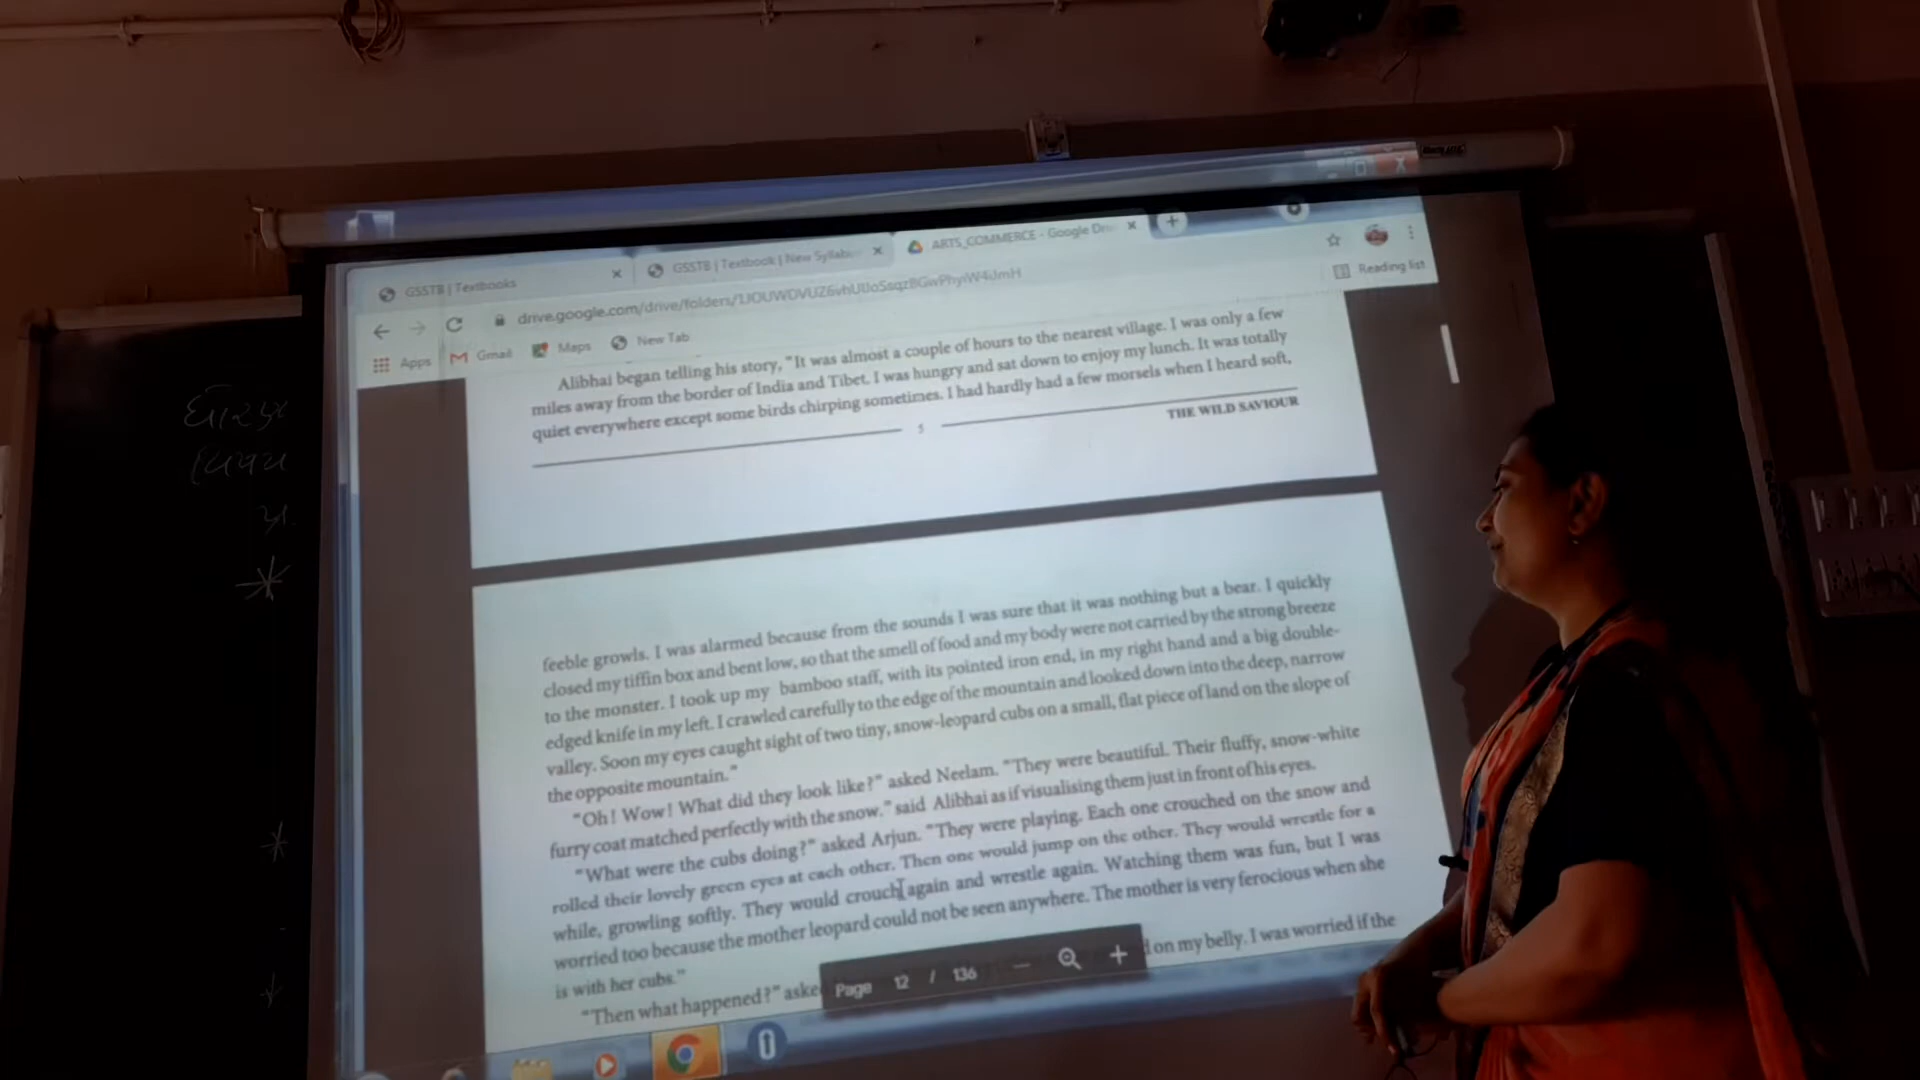 GSSTB | Textbooks
GSSTB | Textbook | New Syllabu
ARTS_COMMERCE - Google Dri
Reading list
Apps
Gmail
Maps
New Tab
Alibhai began telling his story, "It was almost a couple of hours to the nearest village. I was only a few
miles away from the border of India and Tibet. I was hungry and sat down to enjoy my lunch. It was totally
quiet everywhere except some birds chirping sometimes. I had hardly had a few morsels when I heard soft,
5
THE WILD SAVIOUR
feeble growls. I was alarmed because from the sounds I was sure that it was nothing but a bear. I quickly
closed my tiffin box and bent low, so that the smell of food and my body were not carried by the strong breeze
to the monster. I took up my bamboo staff, with its pointed iron end, in my right hand and a big double-
edged knife in my left. I crawled carefully to the edge of the mountain and looked down into the deep, narrow
valley. Soon my eyes caught sight of two tiny, snow-leopard cubs on a small, flat piece of land on the slope of
the opposite mountain."
"Oh! Wow! What did they look like?" asked Neelam. "They were beautiful. Their fluffy, snow-white
furry coat matched perfectly with the snow." said Alibhai as if visualising them just in front of his eyes.
"What were the cubs doing?" asked Arjun. "They were playing. Each one crouched on the snow and
rolled their lovely green eyes at each other. Then one would jump on the other. They would wrestle for a
while, growling softly. They would crouch again and wrestle again. Watching them was fun, but I was
worried too because the mother leopard could not be seen anywhere. The mother is very ferocious when she
is with her cubs."
"Then what happened?" aske
on my belly. I was worried if the
Page 12 / 136